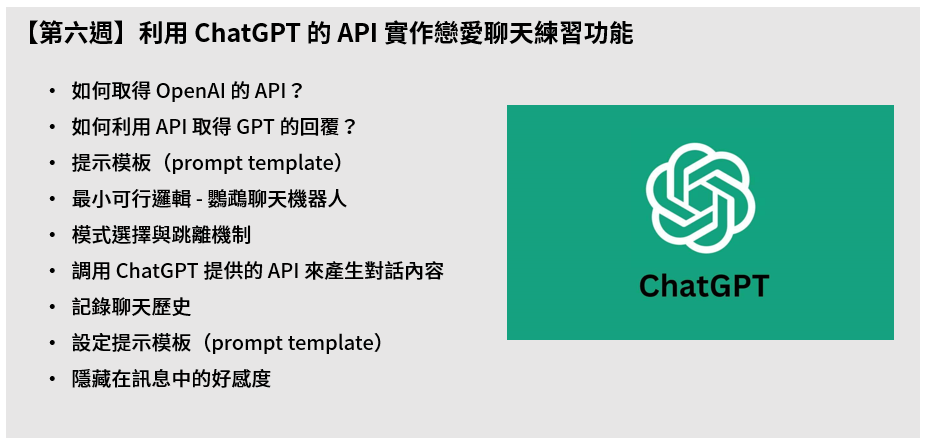 【第六週】利用 ChatGPT 的 API 實作戀愛聊天練習功能
• 如何取得 OpenAI 的 API？
• 如何利用 API 取得 GPT 的回覆？
• 提示模板（prompt template）
• 最小可行邏輯 - 鸚鵡聊天機器人
• 模式選擇與跳離機制
• 調用 ChatGPT 提供的 API 來產生對話內容
• 記錄聊天歷史
• 設定提示模板（prompt template）
• 隱藏在訊息中的好感度
ChatGPT